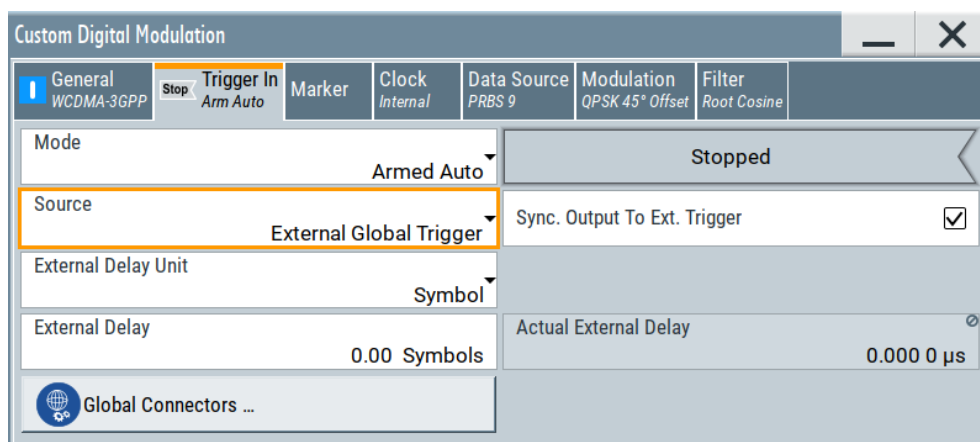 Custom Digital Modulation
General
WCDMA-3GPP
Stop
Trigger In
Arm Auto
Marker
Clock
Internal
Data Source
PRBS 9
Modulation
QPSK 45° Offset
Filter
Root Cosine
Mode
Armed Auto
Stopped
Source
External Global Trigger
Sync. Output To Ext. Trigger
External Delay Unit
Symbol
External Delay
0.00 Symbols
Actual External Delay
0.000 0 µs
Global Connectors ...